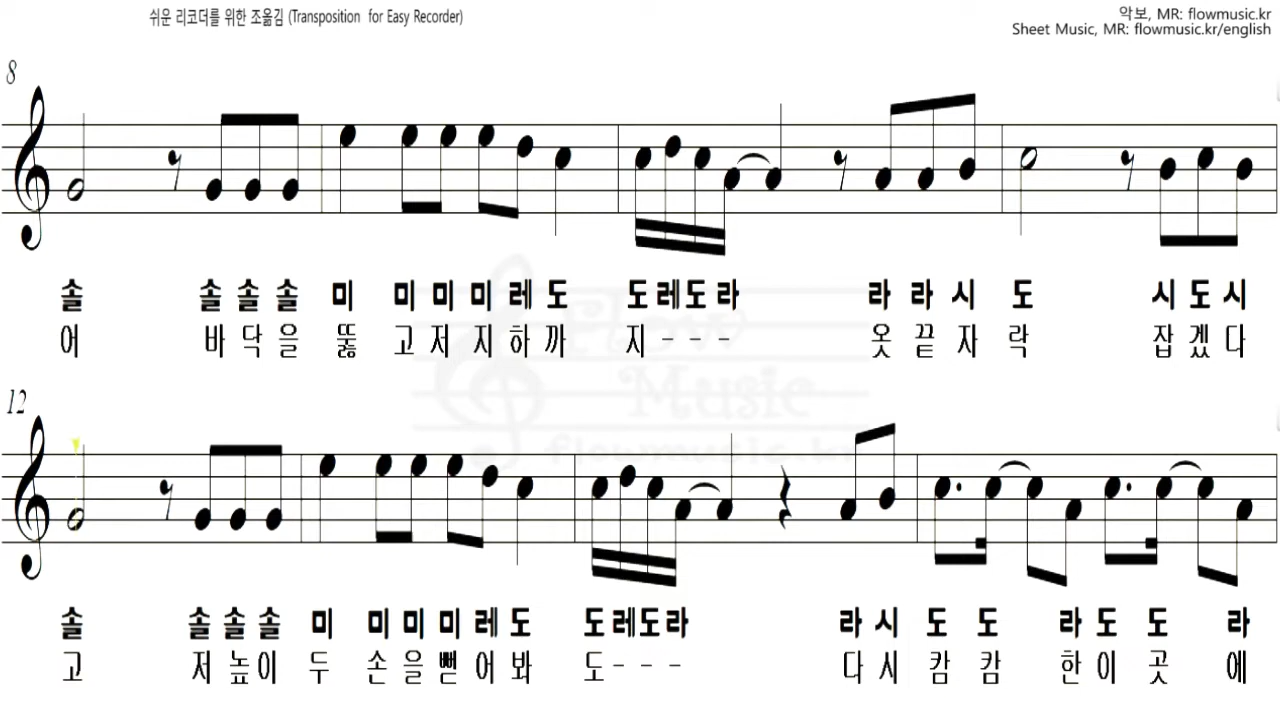 쉬운 리코더를 위한 조옮김 (Transposition for Easy Recorder)
악보, MR: flowmusic.kr
Sheet Music, MR: flowmusic.kr/english
8
솔 솔 솔 솔 미 미 미 미 레 도 도 레 도 라 라 라 시 도 시 도 시
어 바 닥 을 뚫 고 저 지 하 까 지 - - - 옷 끝 자 락 잡 겠 다
Flow
Music
flowmusic.kr
12
솔 솔 솔 솔 미 미 미 미 레 도 도 레 도 라 라 시 도 도 라 도 도 라
고 저 높 이 두 손 을 뻗 어 봐 도 - - - 다 시 캄 캄 한 이 곳 에